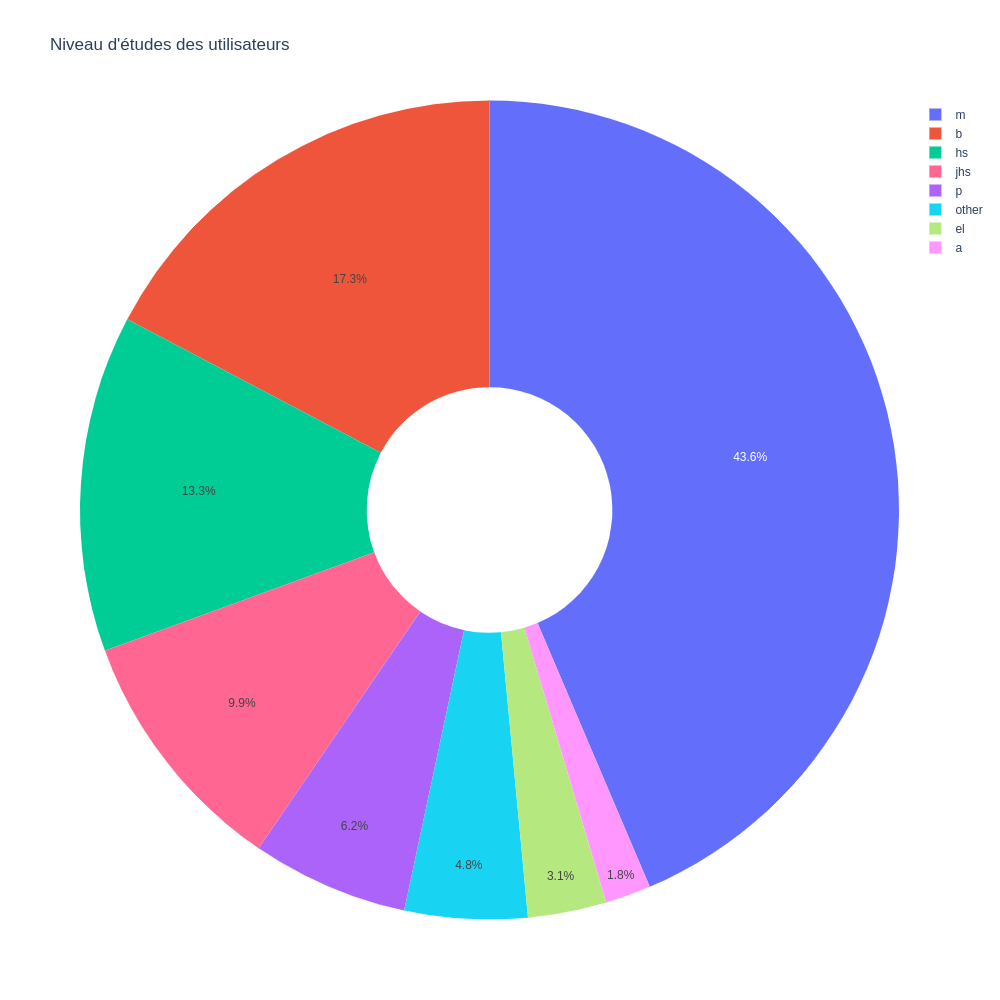 Niveau d'études des utilisateurs
m
b
hs
jhs
p
other
el
a
17.3%
43.6%
13.3%
9.9%
6.2%
4.8%
3.1%
1.8%